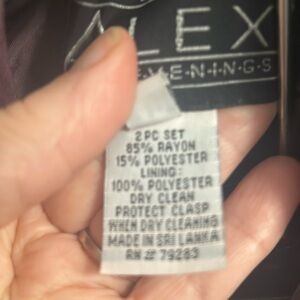 LEX
EVENINGS
2 PC SET
85% RAYON
15% POLYESTER
LINING:
100% POLYESTER
DRY CLEAN
PROTECT CLASP
WHEN DRY CLEANING
MADE IN SRI LANKA
RN # 79283